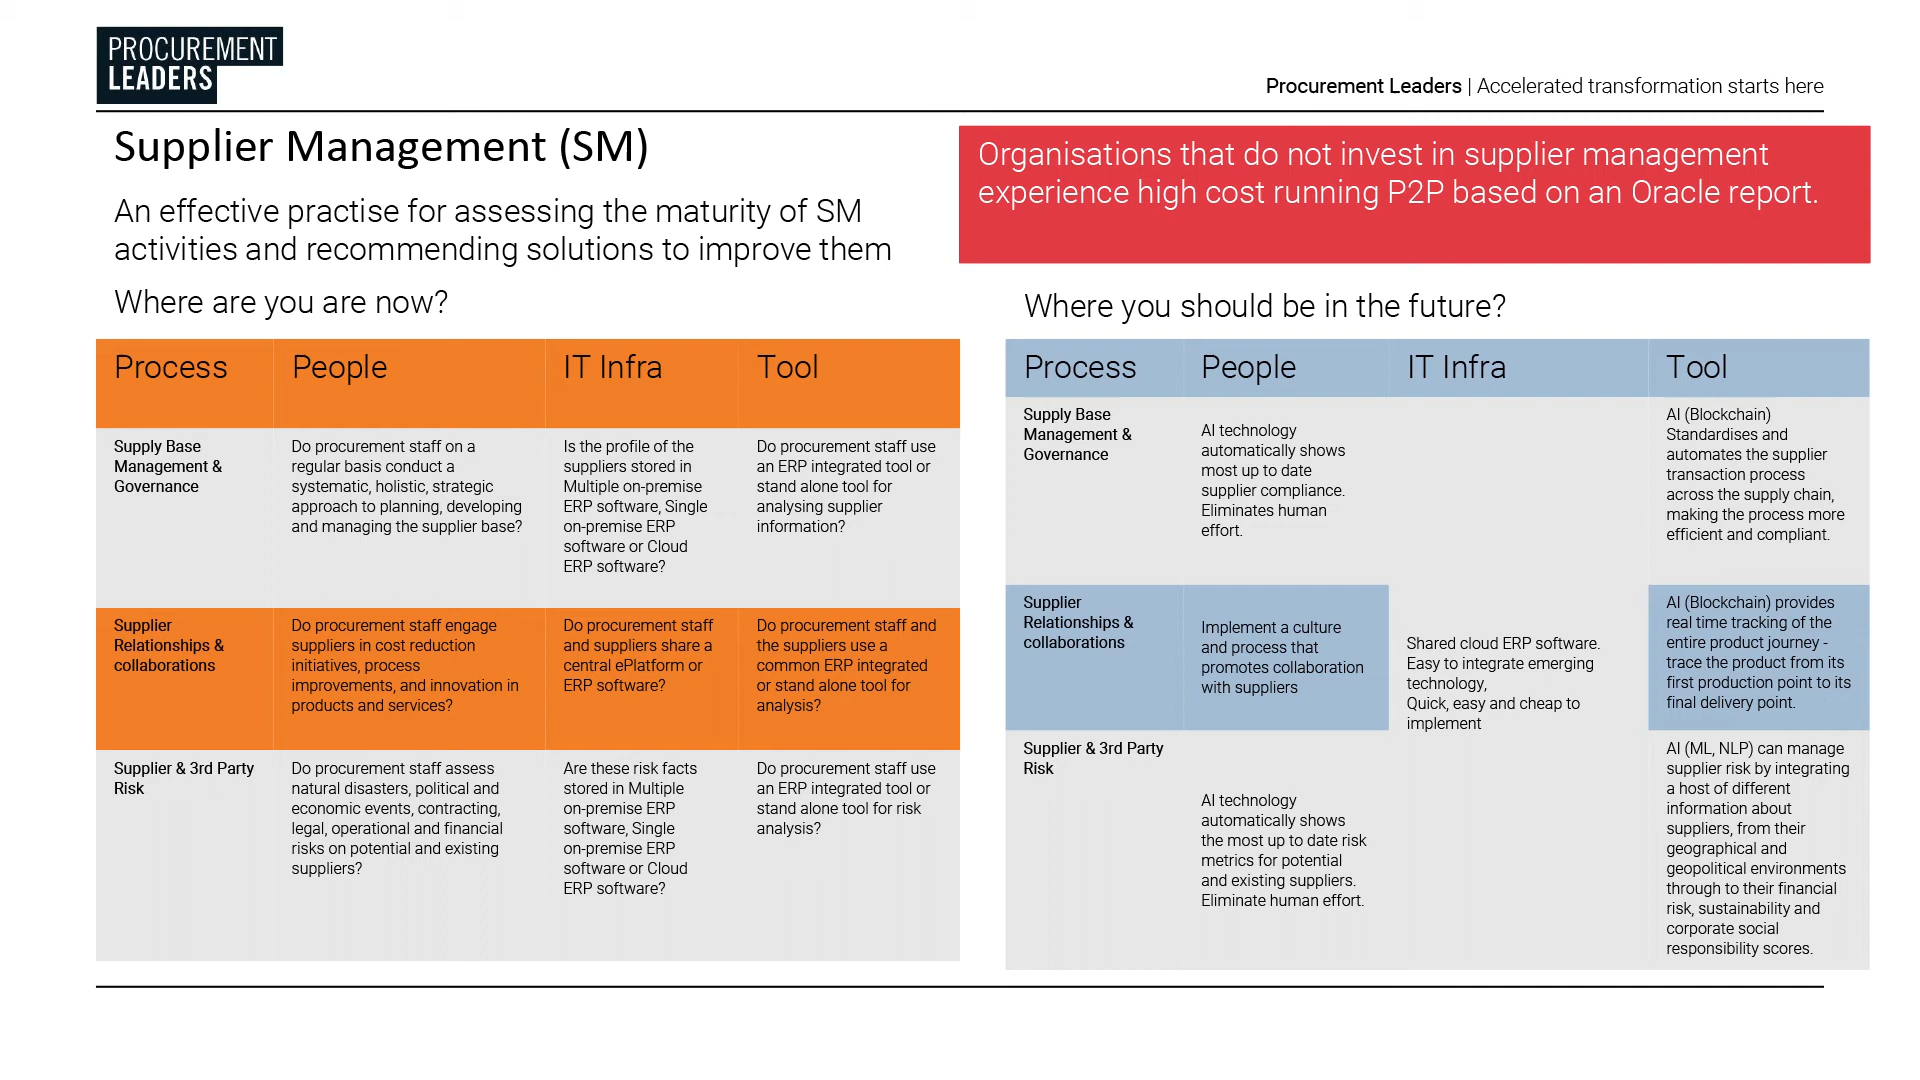 PROCUREMENT
LEADERS
Procurement Leaders | Accelerated transformation starts here
Supplier Management (SM)
An effective practise for assessing the maturity of SM
activities and recommending solutions to improve them
Organisations that do not invest in supplier management
experience high cost running P2P based on an Oracle report.
Where are you are now?
Process
People
IT Infra
Tool
Supply Base
Management &
Governance
Do procurement staff on a
regular basis conduct a
systematic, holistic, strategic
approach to planning, developing
and managing the supplier base?
Is the profile of the
suppliers stored in
Multiple on-premise
ERP software, Single
on-premise ERP
software or Cloud
ERP software?
Do procurement staff use
an ERP integrated tool or
stand alone tool for
analysing supplier
information?
Supplier
Relationships &
collaborations
Do procurement staff engage
suppliers in cost reduction
initiatives, process
improvements, and innovation in
products and services?
Do procurement staff
and suppliers share a
central ePlatform or
ERP software?
Do procurement staff and
the suppliers use a
common ERP integrated
or stand alone tool for
analysis?
Supplier & 3rd Party
Risk
Do procurement staff assess
natural disasters, political and
economic events, contracting,
legal, operational and financial
risks on potential and existing
suppliers?
Are these risk facts
stored in Multiple
on-premise ERP
software, Single
on-premise ERP
software or Cloud
ERP software?
Do procurement staff use
an ERP integrated tool or
stand alone tool for risk
analysis?
Where you should be in the future?
Process
People
IT Infra
Tool
Supply Base
Management &
Governance
AI technology
automatically shows
most up to date
supplier compliance.
Eliminates human
effort.
AI (Blockchain)
Standardises and
automates the supplier
transaction process
across the supply chain,
making the process more
efficient and compliant.
Supplier
Relationships &
collaborations
Implement a culture
and process that
promotes collaboration
with suppliers
Shared cloud ERP software.
Easy to integrate emerging
technology,
Quick, easy and cheap to
implement
AI (Blockchain) provides
real time tracking of the
entire product journey -
trace the product from its
first production point to its
final delivery point.
Supplier & 3rd Party
Risk
AI technology
automatically shows
the most up to date risk
metrics for potential
and existing suppliers.
Eliminate human effort.
AI (ML, NLP) can manage
supplier risk by integrating
a host of different
information about
suppliers, from their
geographical and
geopolitical environments
through to their financial
risk, sustainability and
corporate social
responsibility scores.